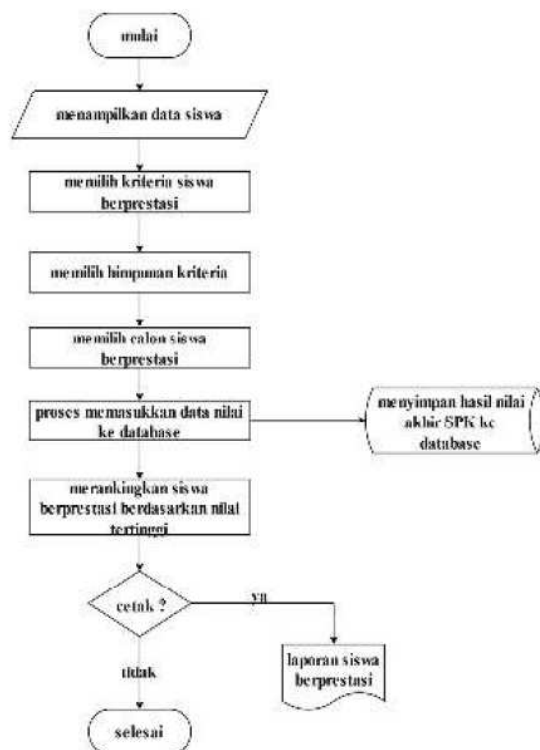 mulai
menampilkan data siswa
memilih kriteria siswa
berprestasi
memilih himpunan kriteria
memilih calon siswa
berprestasi
proses memasukkan data nilai
ke database
menyimpan hasil nilai
akhir SPK ke
database
merankingkan siswa
berprestasi berdasarkan nilai
tertinggi
cetak ?
ya
laporan siswa
berprestasi
tidak
selesai